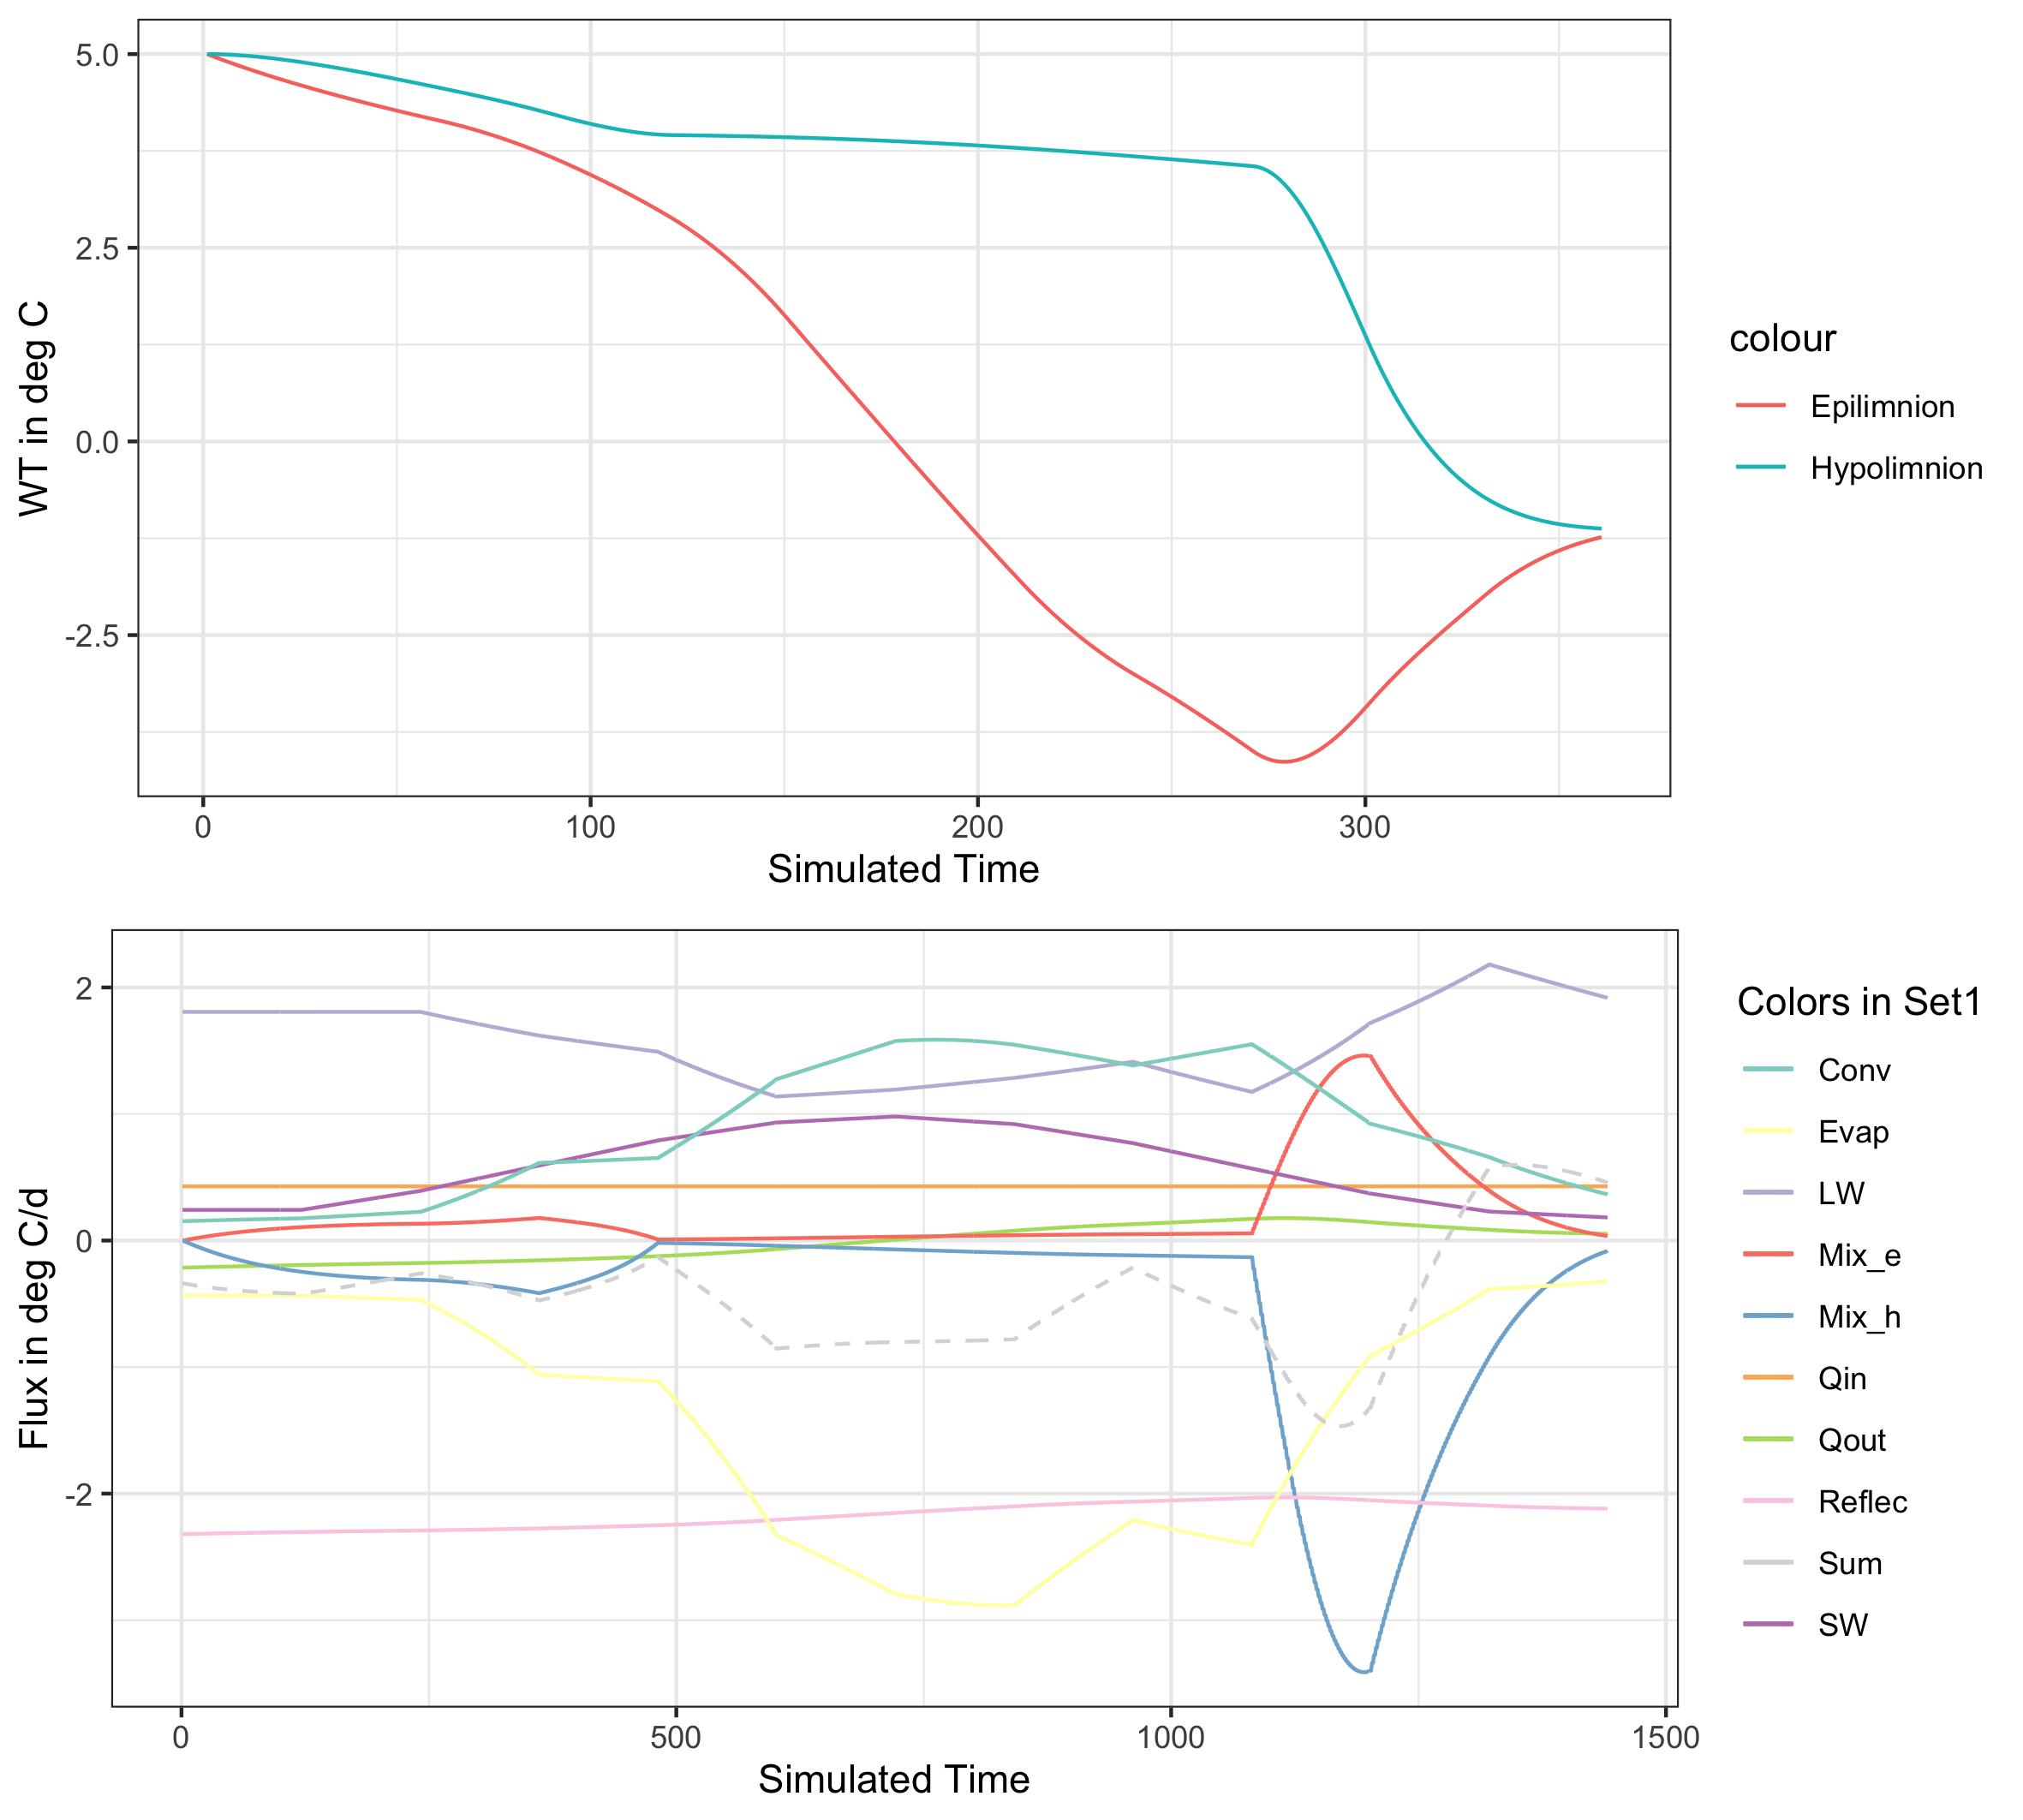 5.0
2.5
0.0
-2.5
WT in deg C
0 100 200 300
Simulated Time
colour
Epilimnion
Hypolimnion
2
0
-2
Flux in deg C/d
0 500 1000 1500
Simulated Time
Colors in Set1
Conv
Evap
LW
Mix_e
Mix_h
Qin
Qout
Reflec
Sum
SW